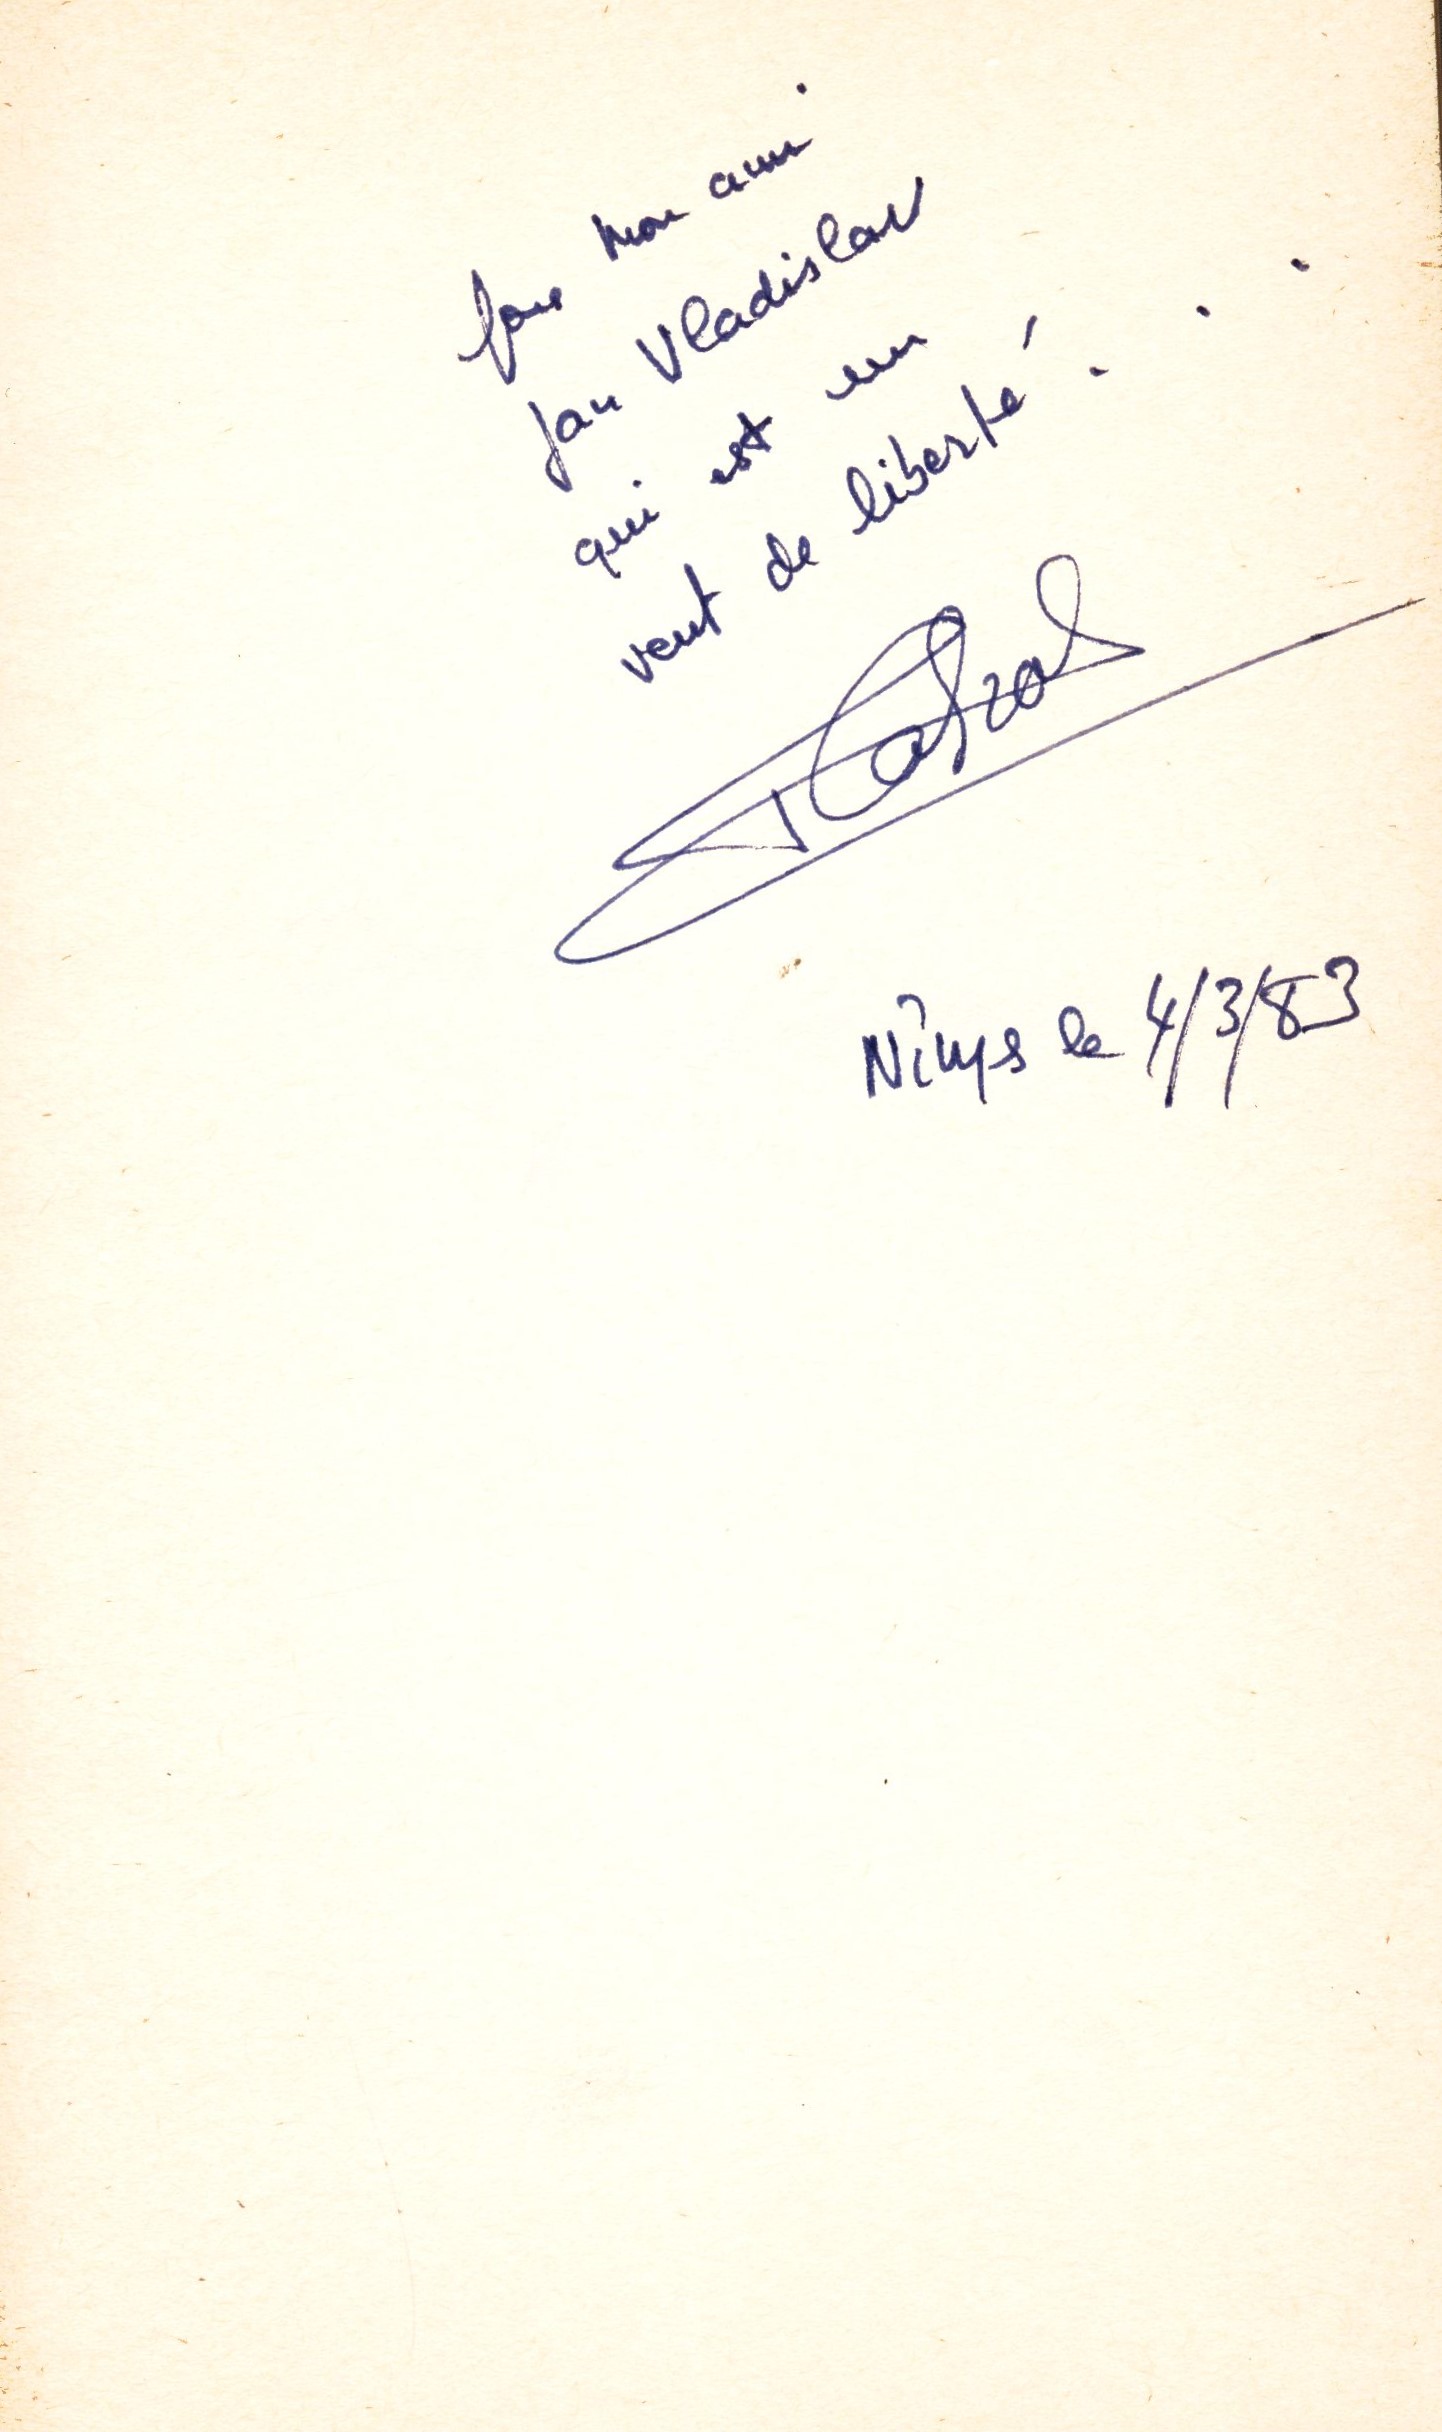 Pour mon ami
Jan Vladislav
qui est un
vent de liberté...
Nîmes le 4/3/83